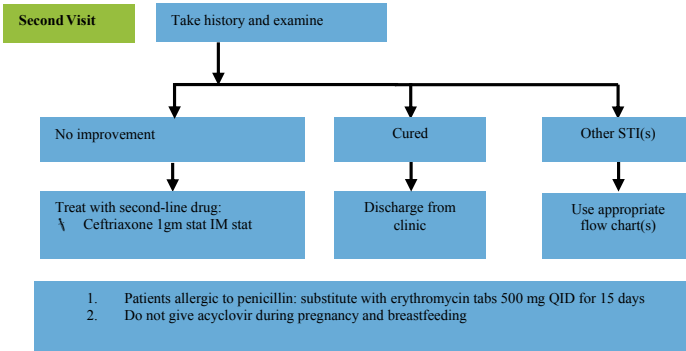 Second Visit
Take history and examine
No improvement
Cured
Other STI(s)
Treat with second-line drug:
Ceftriaxone 1gm stat IM stat
Discharge from
clinic
Use appropriate
flow chart(s)
1. Patients allergic to penicillin: substitute with erythromycin tabs 500 mg QID for 15 days
2. Do not give acyclovir during pregnancy and breastfeeding